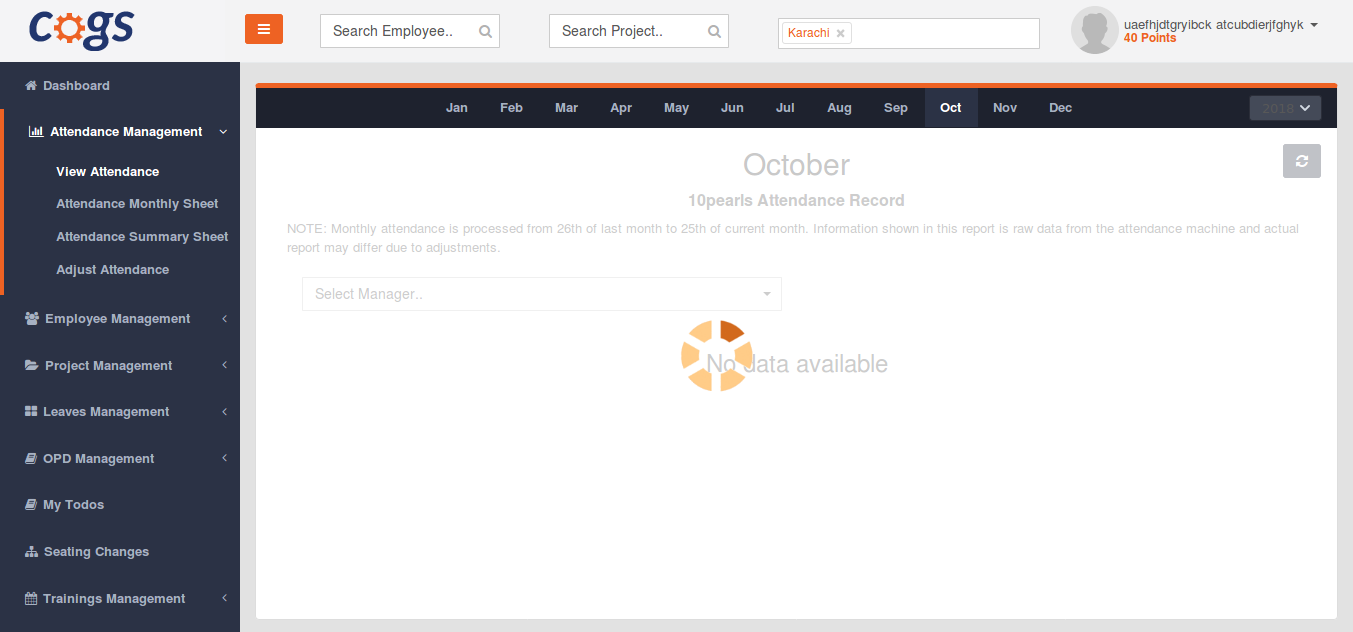 cogs
Search Employee..
Search Project..
Karachi
uaefhjdtgryibck atcubdierjfghyk
40 Points
Dashboard
Attendance Management
View Attendance
Attendance Monthly Sheet
Attendance Summary Sheet
Adjust Attendance
Employee Management
Project Management
Leaves Management
OPD Management
My Todos
Seating Changes
Trainings Management
Jan Feb Mar Apr May Jun Jul Aug Sep Oct Nov Dec
2018
October
10pearls Attendance Record
NOTE: Monthly attendance is processed from 26th of last month to 25th of current month. Information shown in this report is raw data from the attendance machine and actual
report may differ due to adjustments.
Select Manager..
No data available